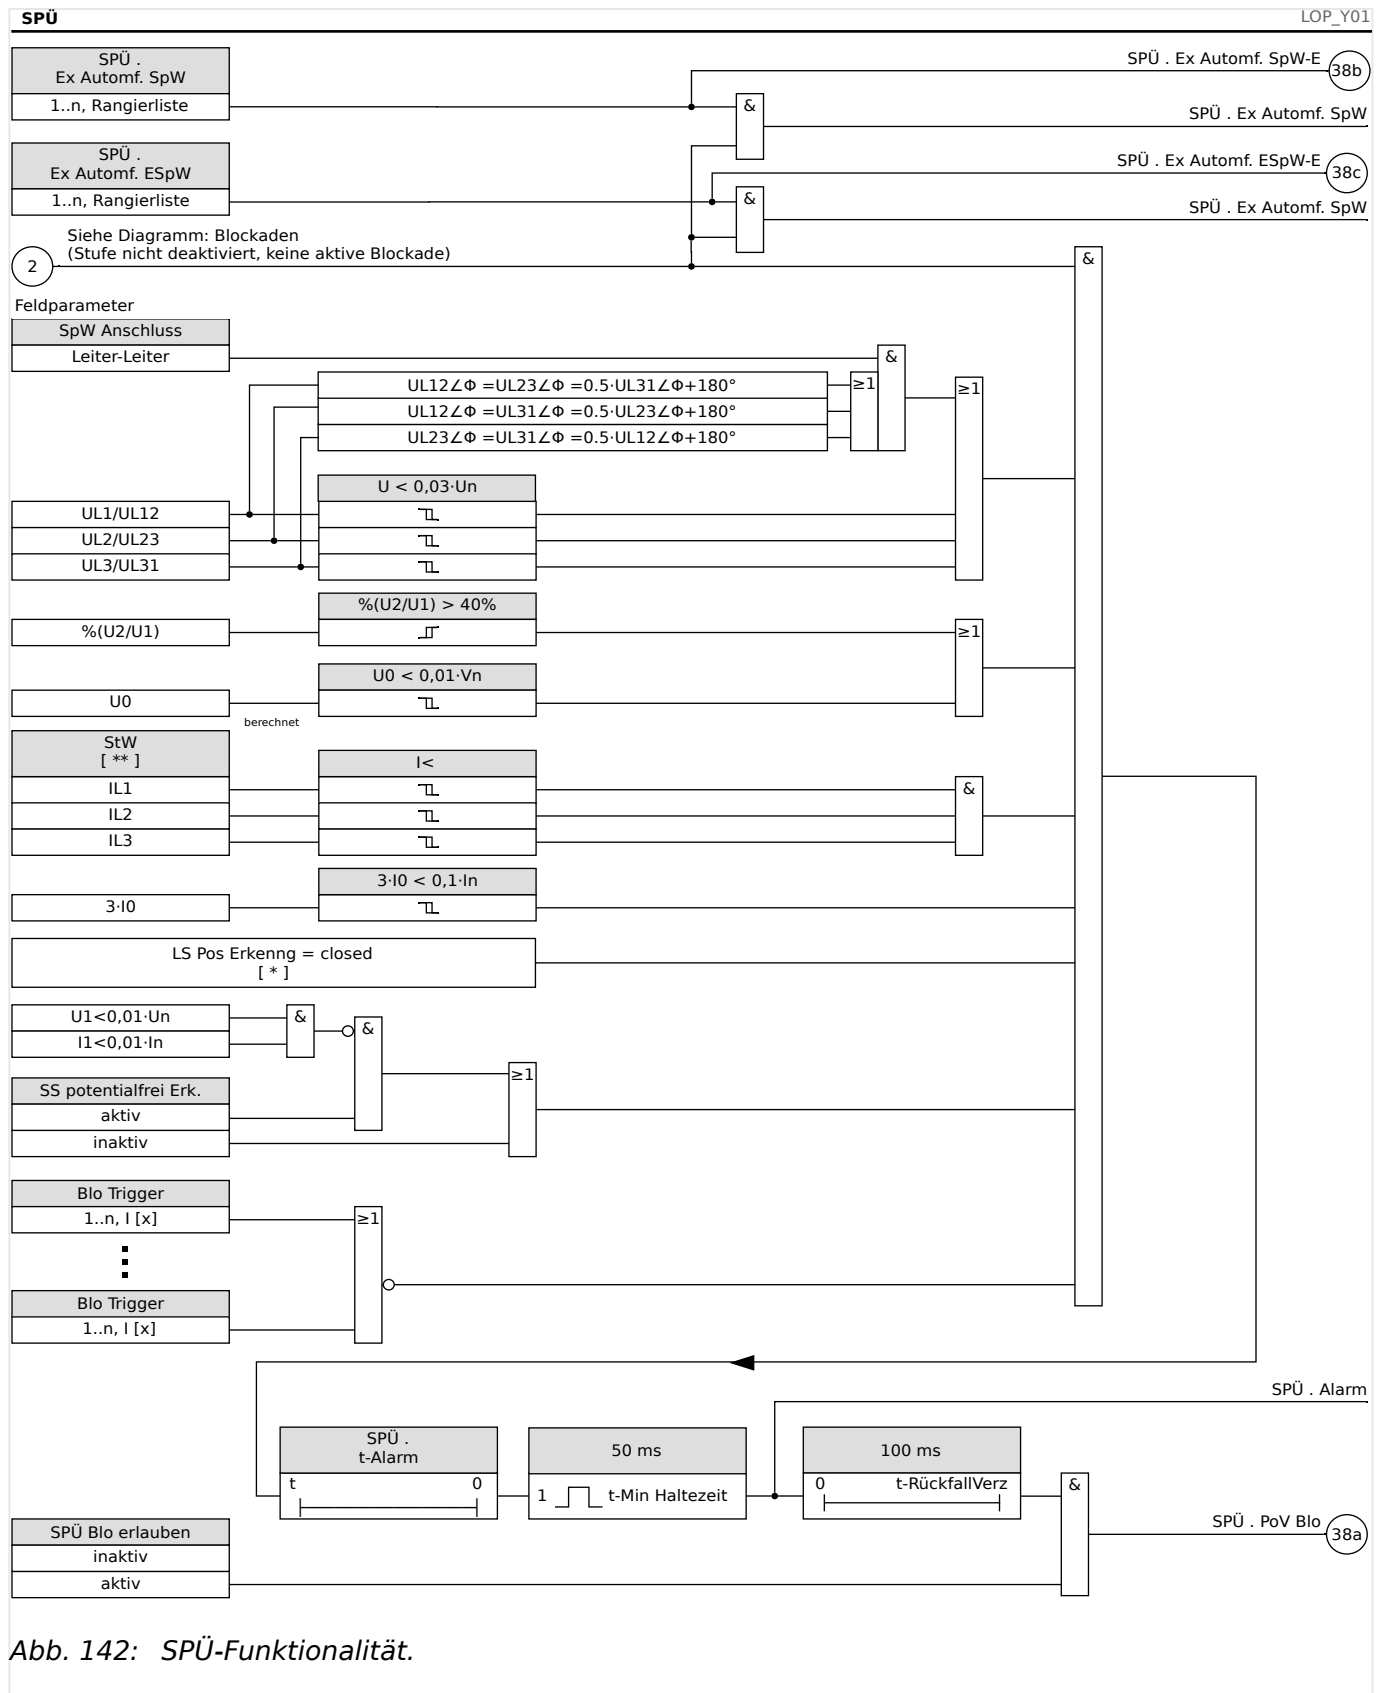 SPÜ
LOP_Y01
SPÜ .
Ex Automf. SpW
1..n, Rangierliste
SPÜ . Ex Automf. SpW-E
38b
&
SPÜ . Ex Automf. SpW
SPÜ .
Ex Automf. ESpW
1..n, Rangierliste
SPÜ . Ex Automf. ESpW-E
38c
&
SPÜ . Ex Automf. SpW
Siehe Diagramm: Blockaden
(Stufe nicht deaktiviert, keine aktive Blockade)
2
&
Feldparameter
SpW Anschluss
Leiter-Leiter
&
UL12∠Φ =UL23∠Φ =0.5·UL31∠Φ+180°
≥1
≥1
UL12∠Φ =UL31∠Φ =0.5·UL23∠Φ+180°
UL23∠Φ =UL31∠Φ =0.5·UL12∠Φ+180°
U < 0,03·Un
UL1/UL12
UL2/UL23
UL3/UL31
%(U2/U1) > 40%
%(U2/U1)
≥1
U0 < 0,01·Vn
U0
berechnet
StW
[ ** ]
I<
IL1
&
IL2
IL3
3·I0 < 0,1·In
3·I0
LS Pos Erkenng = closed
[ * ]
U1<0,01·Un
&
&
I1<0,01·In
≥1
SS potentialfrei Erk.
aktiv
inaktiv
Blo Trigger
1..n, I [x]
≥1
Blo Trigger
1..n, I [x]
SPÜ . Alarm
SPÜ .
t-Alarm
50 ms
100 ms
t
0
1
t-Min Haltezeit
0
t-RückfallVerz
&
SPÜ Blo erlauben
SPÜ . PoV Blo
38a
inaktiv
aktiv
Abb. 142: SPÜ-Funktionalität.